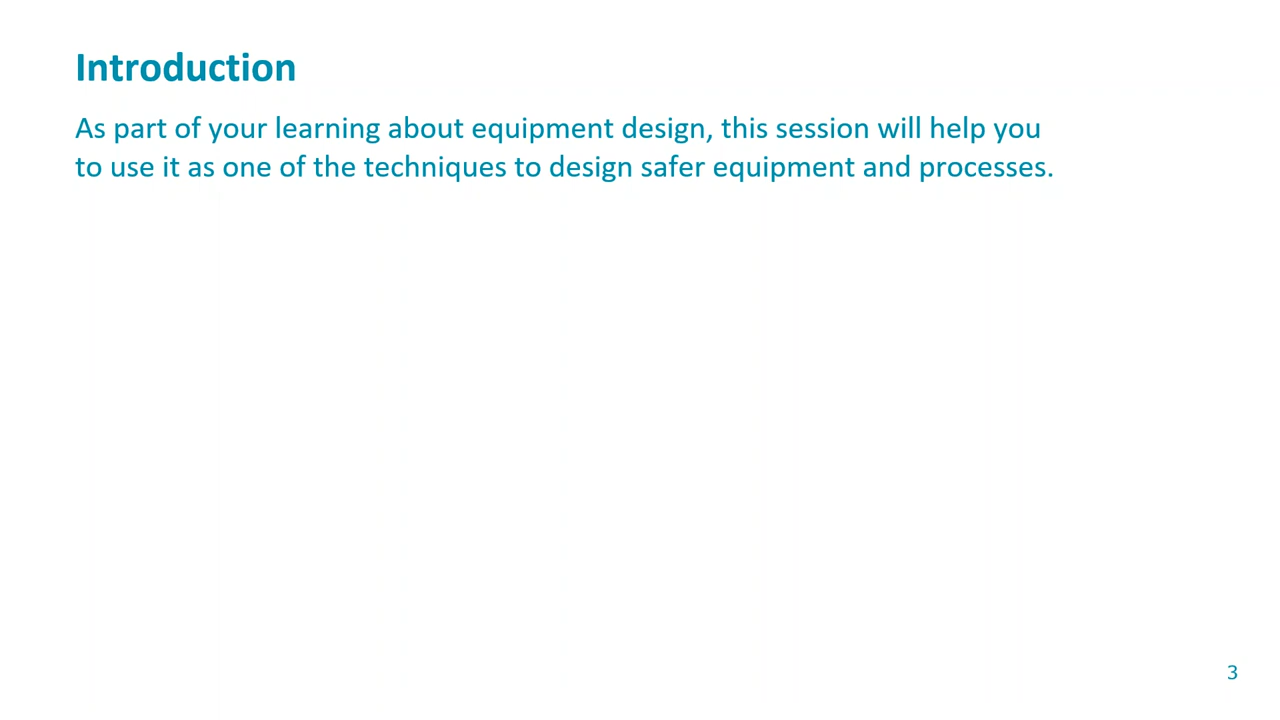 Introduction
As part of your learning about equipment design, this session will help you
to use it as one of the techniques to design safer equipment and processes.
3